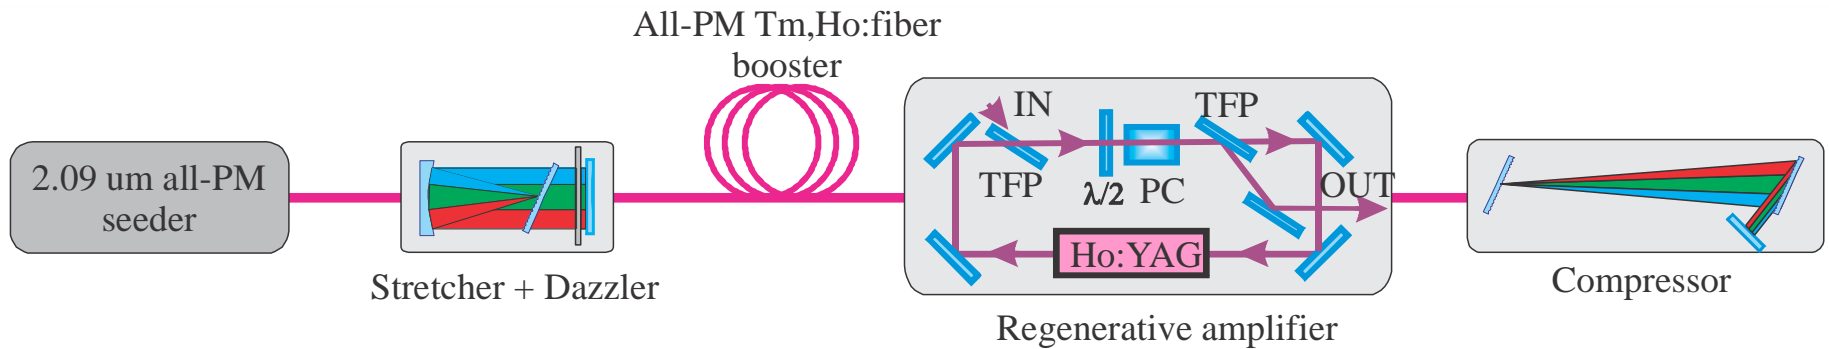 All-PM Tm,Ho:fiber
booster
2.09 um all-PM
seeder
Stretcher + Dazzler
IN
TFP
TFP
λ/2
PC
OUT
Ho:YAG
Regenerative amplifier
Compressor